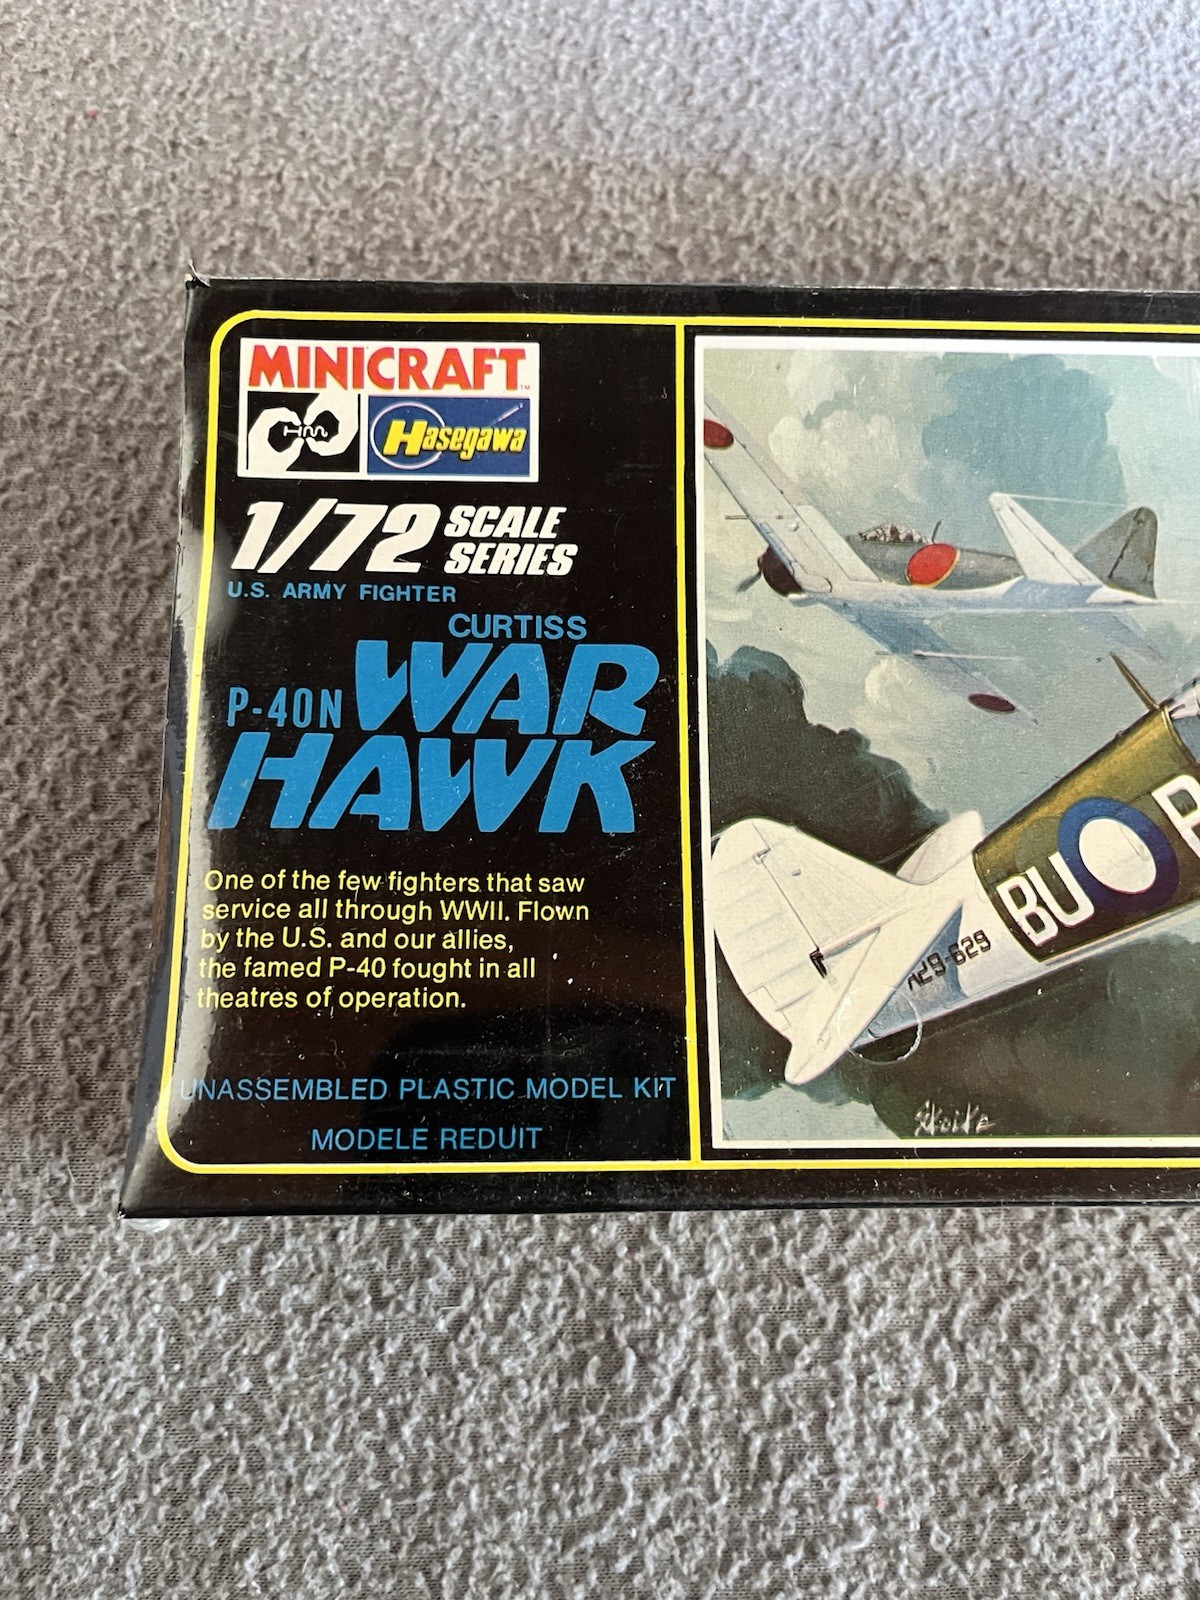 MINICRAFT
TM
HM
Hasegawa
1/72 SCALE
SERIES
U.S. ARMY FIGHTER
CURTISS
P-40N WAR
HAWK
One of the few fighters that saw
service all through WWII. Flown
by the U.S. and our allies,
the famed P-40 fought in all
theatres of operation.
UNASSEMBLED PLASTIC MODEL KIT
MODELE REDUIT
BU
A29-629